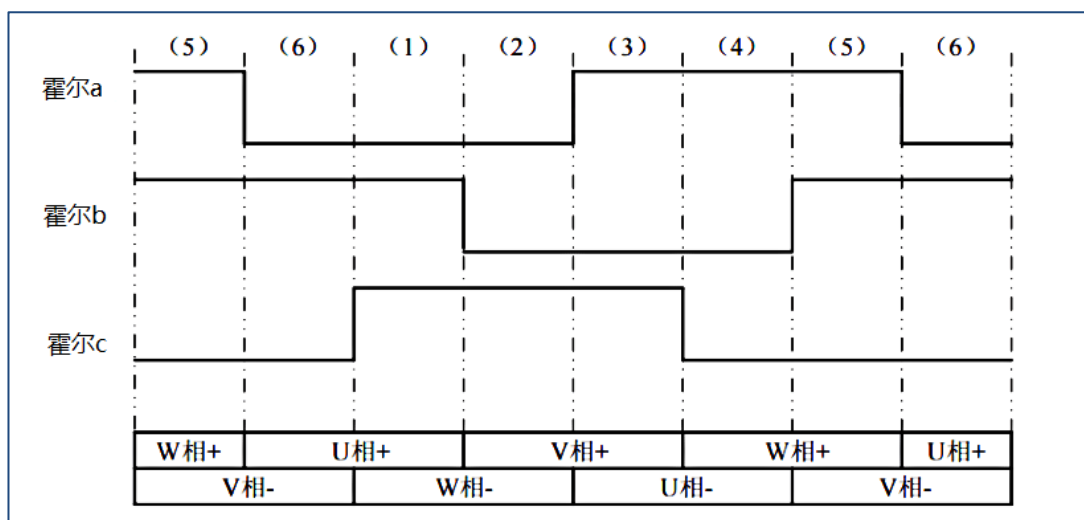 （5） （6） （1） （2） （3） （4） （5） （6）
霍尔a
霍尔b
霍尔c
W相+ U相+ V相+ W相+ U相+
V相- W相- U相- V相-